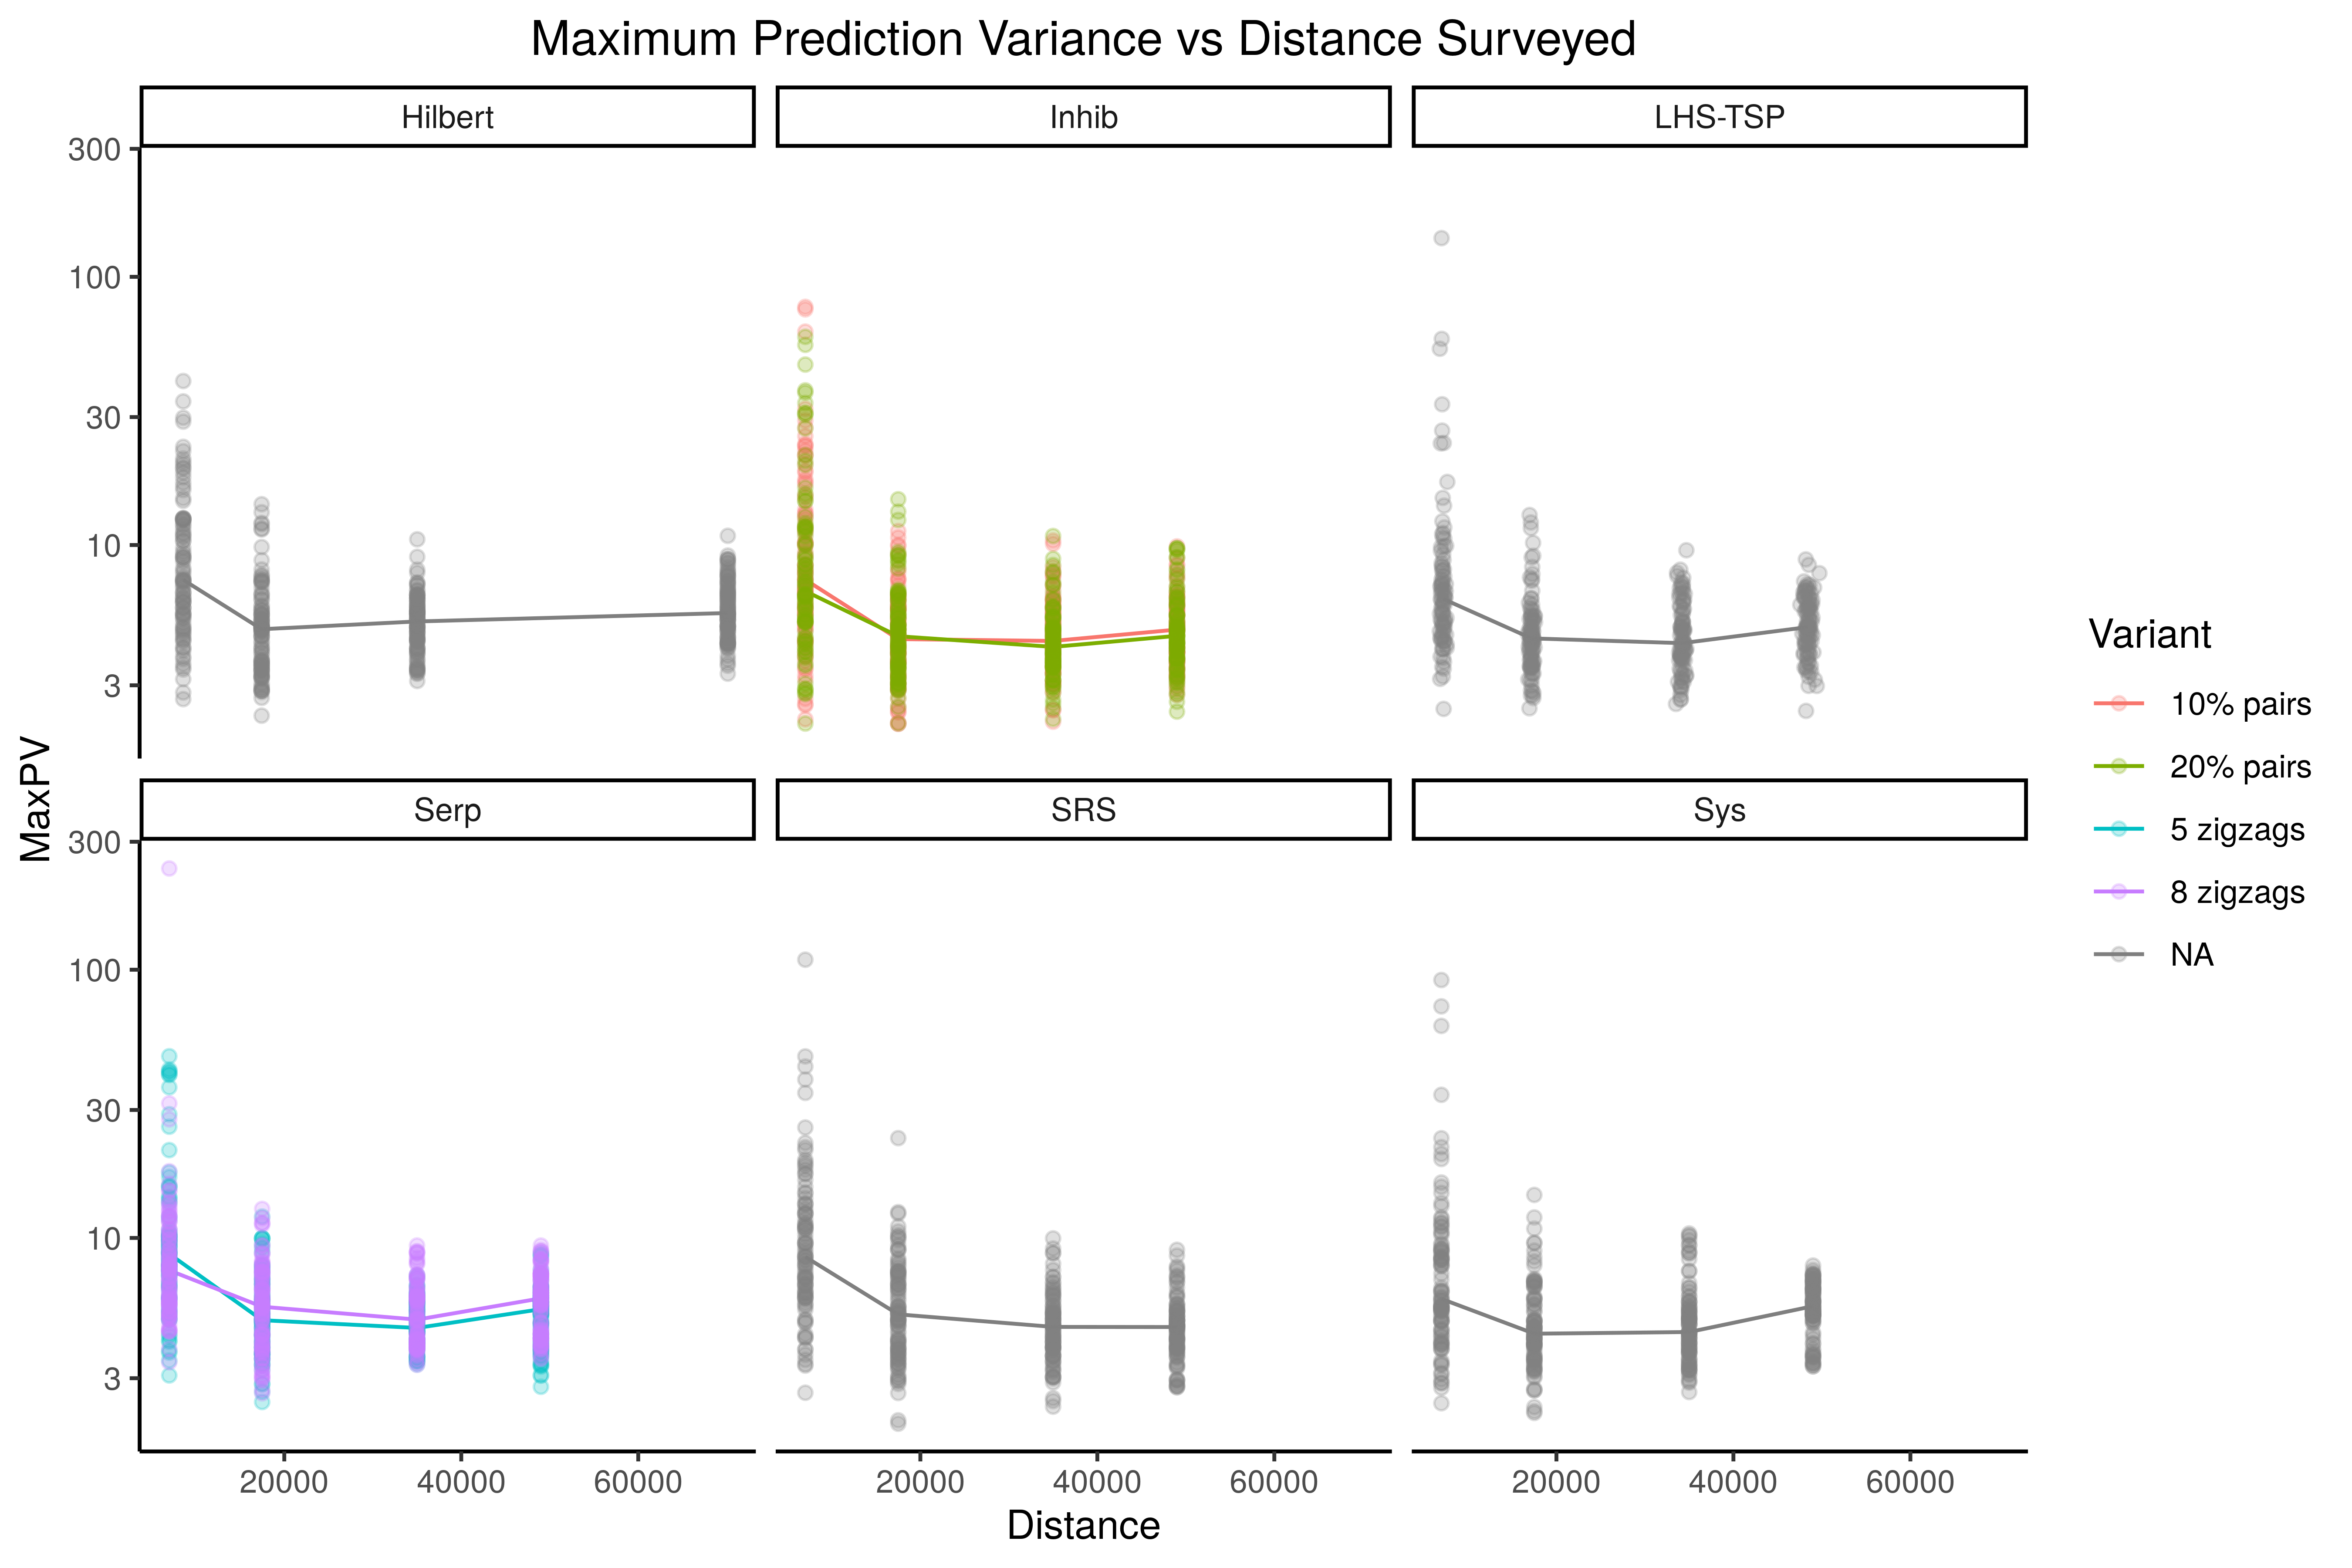 Maximum Prediction Variance vs Distance Surveyed
Hilbert
Inhib
LHS-TSP
300
100
30
10
3
MaxPV
Serp
SRS
Sys
300
100
30
10
3
20000
40000
60000
20000
40000
60000
20000
40000
60000
Distance
Variant
10% pairs
20% pairs
5 zigzags
8 zigzags
NA